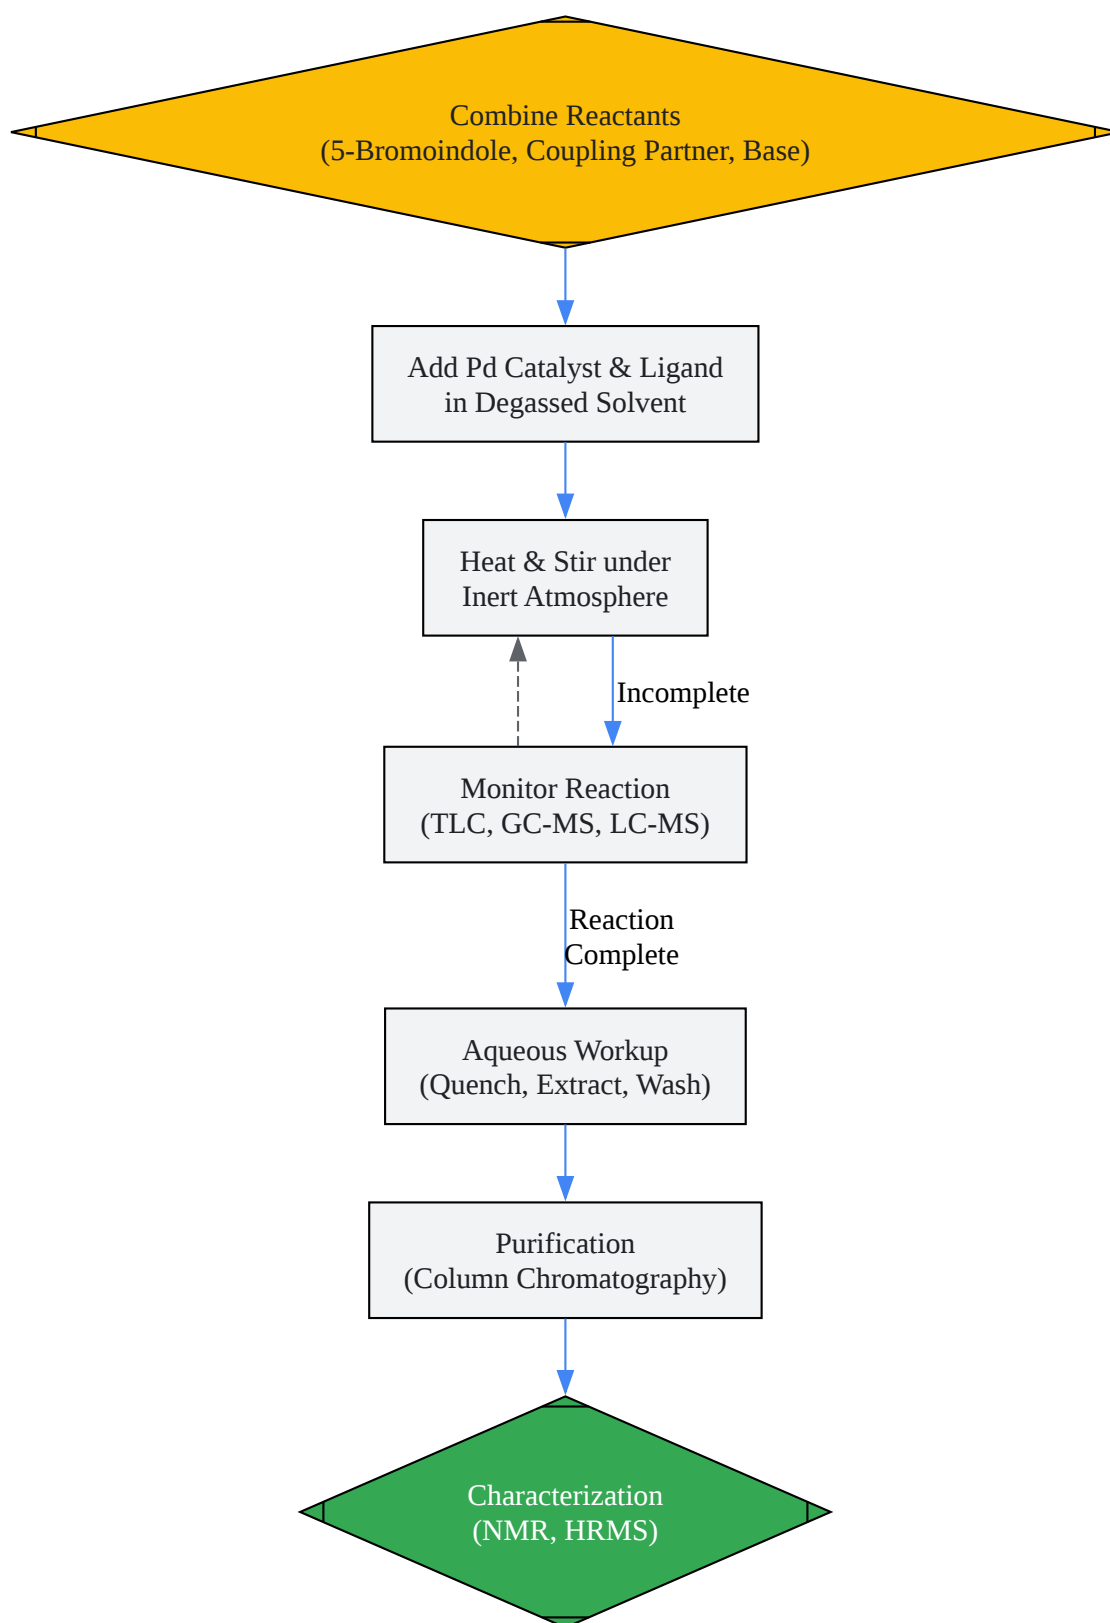 Combine Reactants
(5-Bromoindole, Coupling Partner, Base)
Add Pd Catalyst & Ligand
in Degassed Solvent
Heat & Stir under
Inert Atmosphere
Incomplete
Monitor Reaction
(TLC, GC-MS, LC-MS)
Reaction
Complete
Aqueous Workup
(Quench, Extract, Wash)
Purification
(Column Chromatography)
Characterization
(NMR, HRMS)